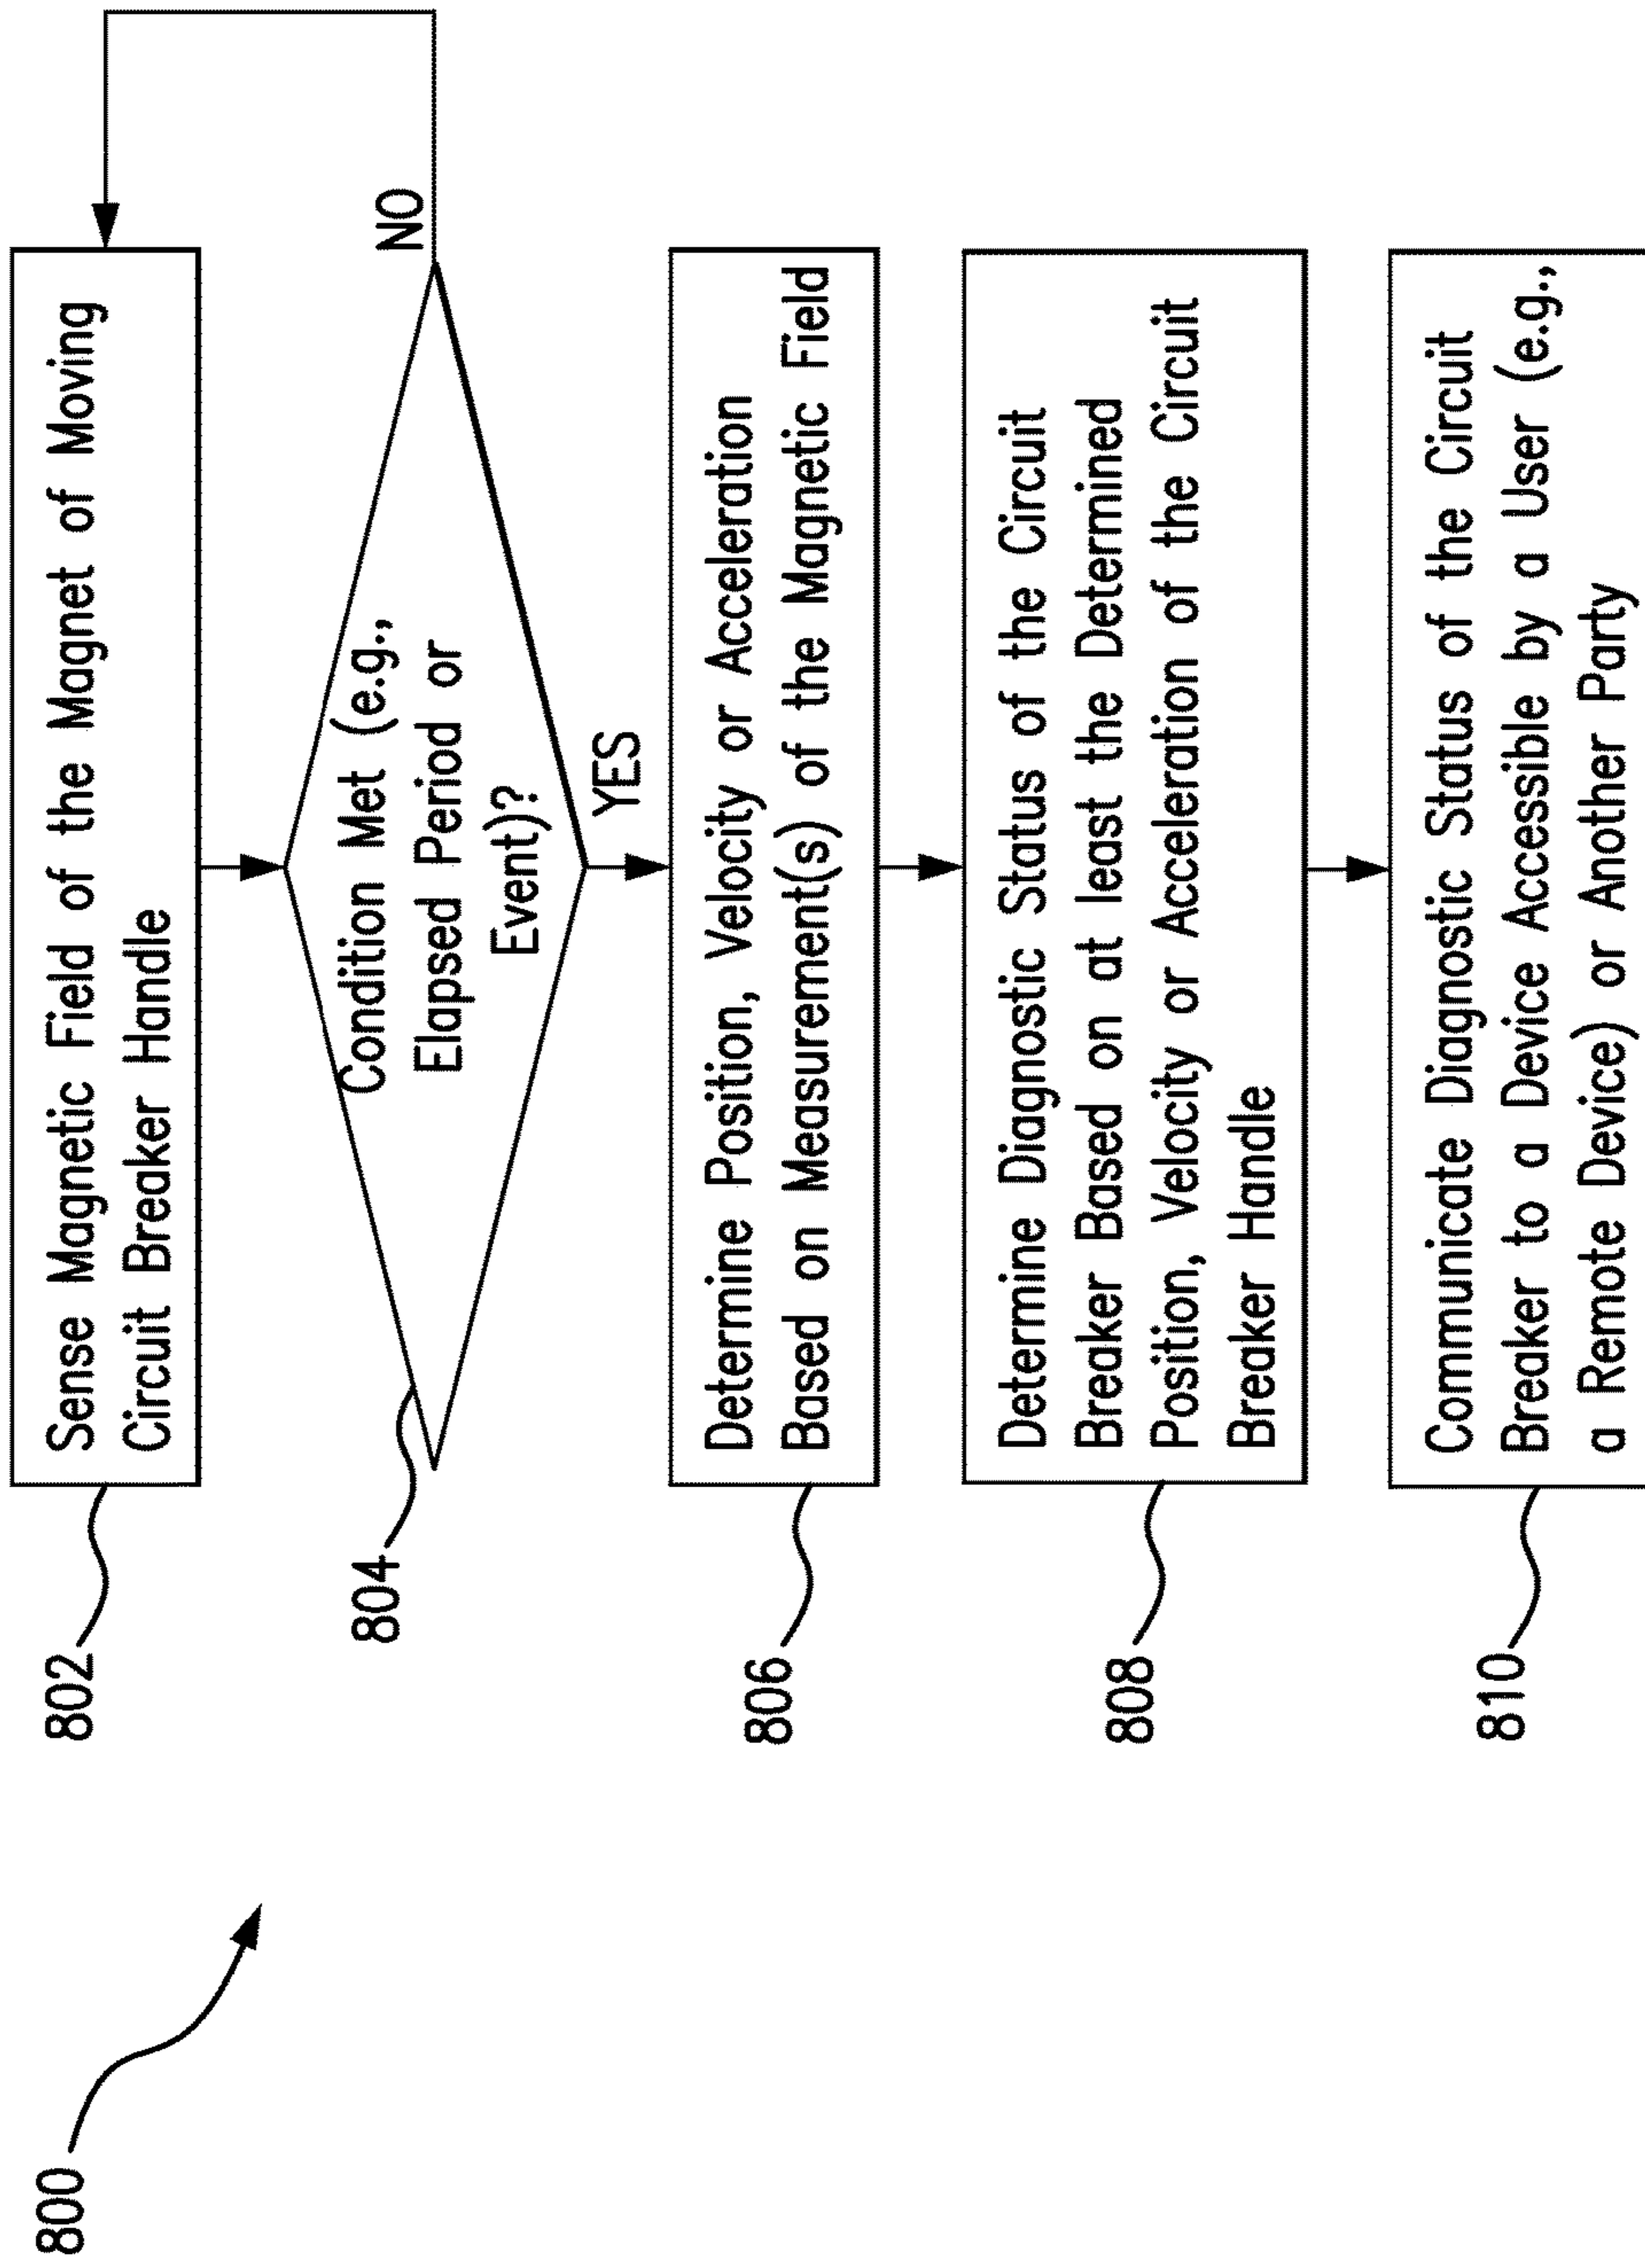 800
802
Sense Magnetic Field of the Magnet of Moving
Circuit Breaker Handle
804
Condition Met (e.g.,
Elapsed Period or
Event)?
NO
YES
806
Determine Position, Velocity or Acceleration
Based on Measurement(s) of the Magnetic Field
808
Determine Diagnostic Status of the Circuit
Breaker Based on at least the Determined
Position, Velocity or Acceleration of the Circuit
Breaker Handle
810
Communicate Diagnostic Status of the Circuit
Breaker to a Device Accessible by a User (e.g.,
a Remote Device) or Another Party